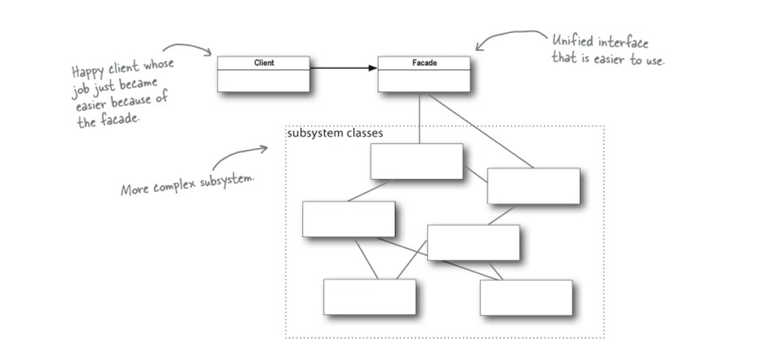 Client
Facade
Unified interface
that is easier to use.
Happy client whose
job just became
easier because of
the facade.
subsystem classes
More complex subsystem.